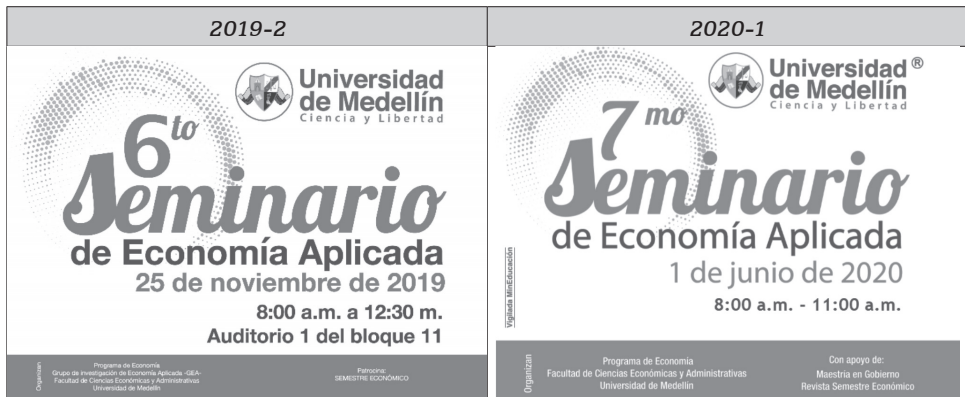 2019-2
Universidad
de Medellín
Ciencia y Libertad
6to
Seminario
de Economía Aplicada
25 de noviembre de 2019
8:00 a.m. a 12:30 m.
Auditorio 1 del bloque 11
Organizan
Programa de Economía
Grupo de investigación de Economía Aplicada -GEA-
Facultad de Ciencias Económicas y Administrativas
Universidad de Medellín
Patrocina:
SEMESTRE ECONÓMICO
2020-1
Universidad ®
de Medellín
Ciencia y Libertad
7 mo
Seminario
de Economía Aplicada
1 de junio de 2020
8:00 a.m. - 11:00 a.m.
Vigilada MinEducación
Organizan
Programa de Economía
Facultad de Ciencias Económicas y Administrativas
Universidad de Medellín
Con apoyo de:
Maestria en Gobierno
Revista Semestre Económico